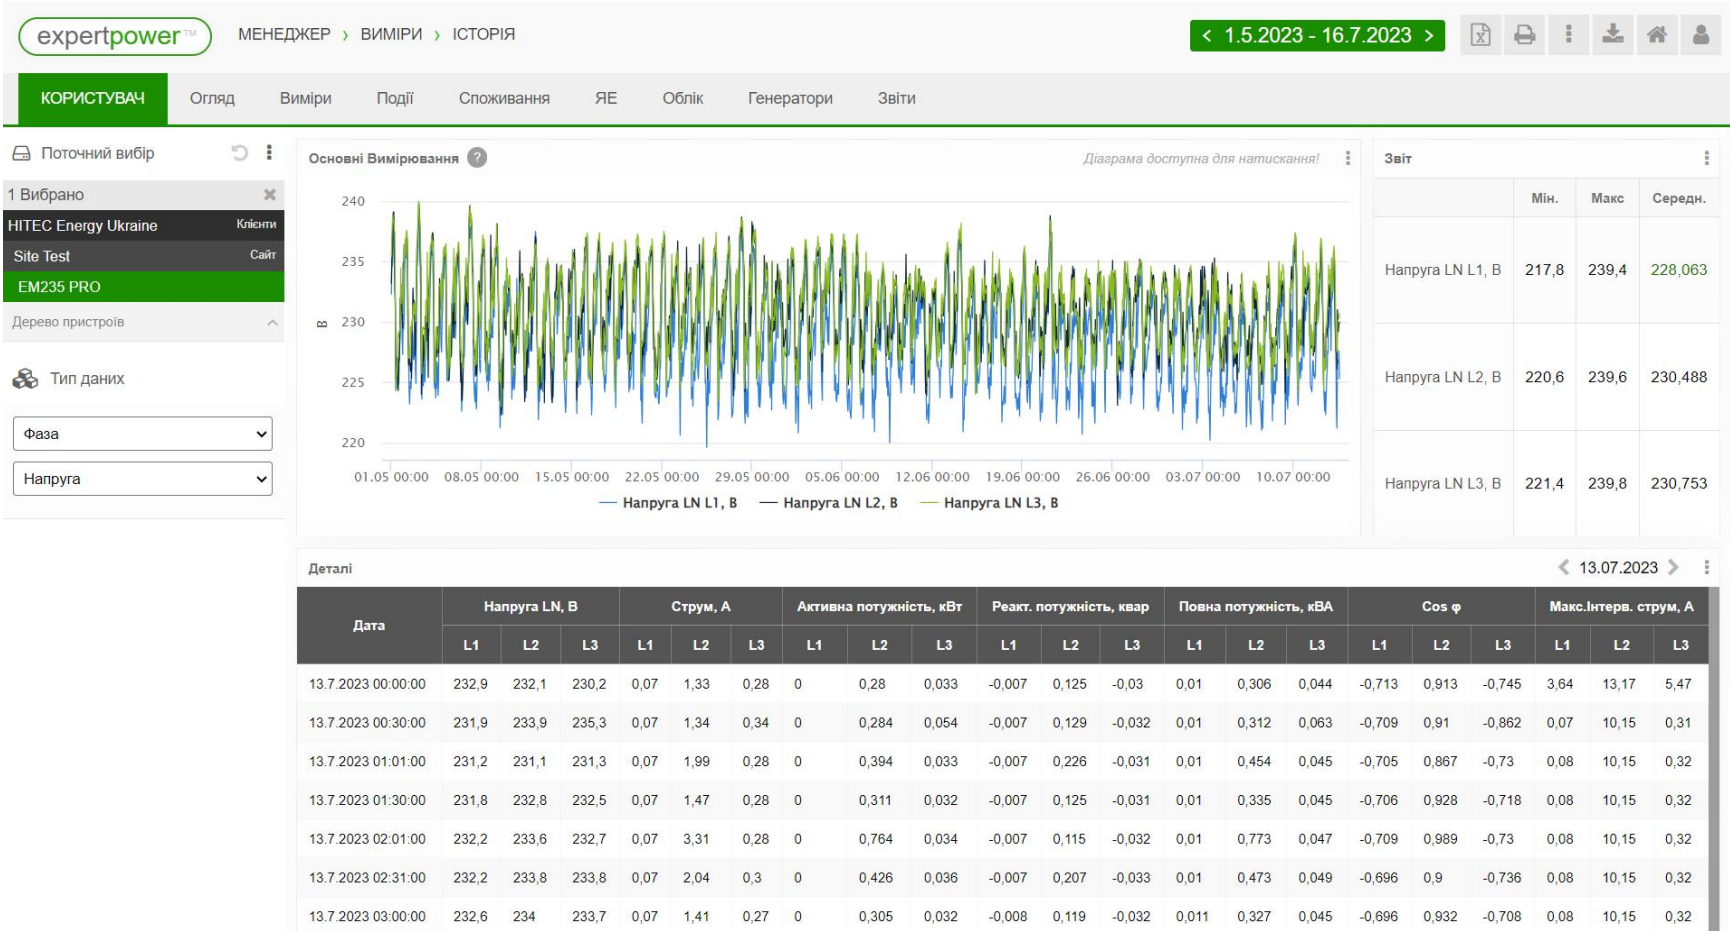 expertpower™
МЕНЕДЖЕР › ВИМІРИ › ІСТОРІЯ
‹ 1.5.2023 - 16.7.2023 ›
КОРИСТУВАЧ Огляд Виміри Події Споживання ЯЕ Облік Генератори Звіти
Поточний вибір
1 Вибрано
HITEC Energy Ukraine Клієнти
Site Test Сайт
EM235 PRO
Дерево пристроїв
Тип даних
Фаза
Напруга
Основні Вимірювання ?
Діаграма доступна для натискання!
240
235
230
225
220
В
01.05 00:00 08.05 00:00 15.05 00:00 22.05 00:00 29.05 00:00 05.06 00:00 12.06 00:00 19.06 00:00 26.06 00:00 03.07 00:00 10.07 00:00
Напруга LN L1, В Напруга LN L2, В Напруга LN L3, В
Звіт
Мін. Макс Середн.
Напруга LN L1, В 217,8 239,4 228,063
Напруга LN L2, В 220,6 239,6 230,488
Напруга LN L3, В 221,4 239,8 230,753
Деталі
13.07.2023
Дата Напруга LN, В Струм, А Активна потужність, кВт Реакт. потужність, квар Повна потужність, кВА Cos φ Макс.Інтерв. струм, А
L1 L2 L3 L1 L2 L3 L1 L2 L3 L1 L2 L3 L1 L2 L3 L1 L2 L3 L1 L2 L3
13.7.2023 00:00:00 232,9 232,1 230,2 0,07 1,33 0,28 0 0,28 0,033 -0,007 0,125 -0,03 0,01 0,306 0,044 -0,713 0,913 -0,745 3,64 13,17 5,47
13.7.2023 00:30:00 231,9 233,9 235,3 0,07 1,34 0,34 0 0,284 0,054 -0,007 0,129 -0,032 0,01 0,312 0,063 -0,709 0,91 -0,862 0,07 10,15 0,31
13.7.2023 01:01:00 231,2 231,1 231,3 0,07 1,99 0,28 0 0,394 0,033 -0,007 0,226 -0,031 0,01 0,454 0,045 -0,705 0,867 -0,73 0,08 10,15 0,32
13.7.2023 01:30:00 231,8 232,8 232,5 0,07 1,47 0,28 0 0,311 0,032 -0,007 0,125 -0,031 0,01 0,335 0,045 -0,706 0,928 -0,718 0,08 10,15 0,32
13.7.2023 02:01:00 232,2 233,6 232,7 0,07 3,31 0,28 0 0,764 0,034 -0,007 0,115 -0,032 0,01 0,773 0,047 -0,709 0,989 -0,73 0,08 10,15 0,32
13.7.2023 02:31:00 232,2 233,8 233,8 0,07 2,04 0,3 0 0,426 0,036 -0,007 0,207 -0,033 0,01 0,473 0,049 -0,696 0,9 -0,736 0,08 10,15 0,32
13.7.2023 03:00:00 232,6 234 233,7 0,07 1,41 0,27 0 0,305 0,032 -0,008 0,119 -0,032 0,011 0,327 0,045 -0,696 0,932 -0,708 0,08 10,15 0,32